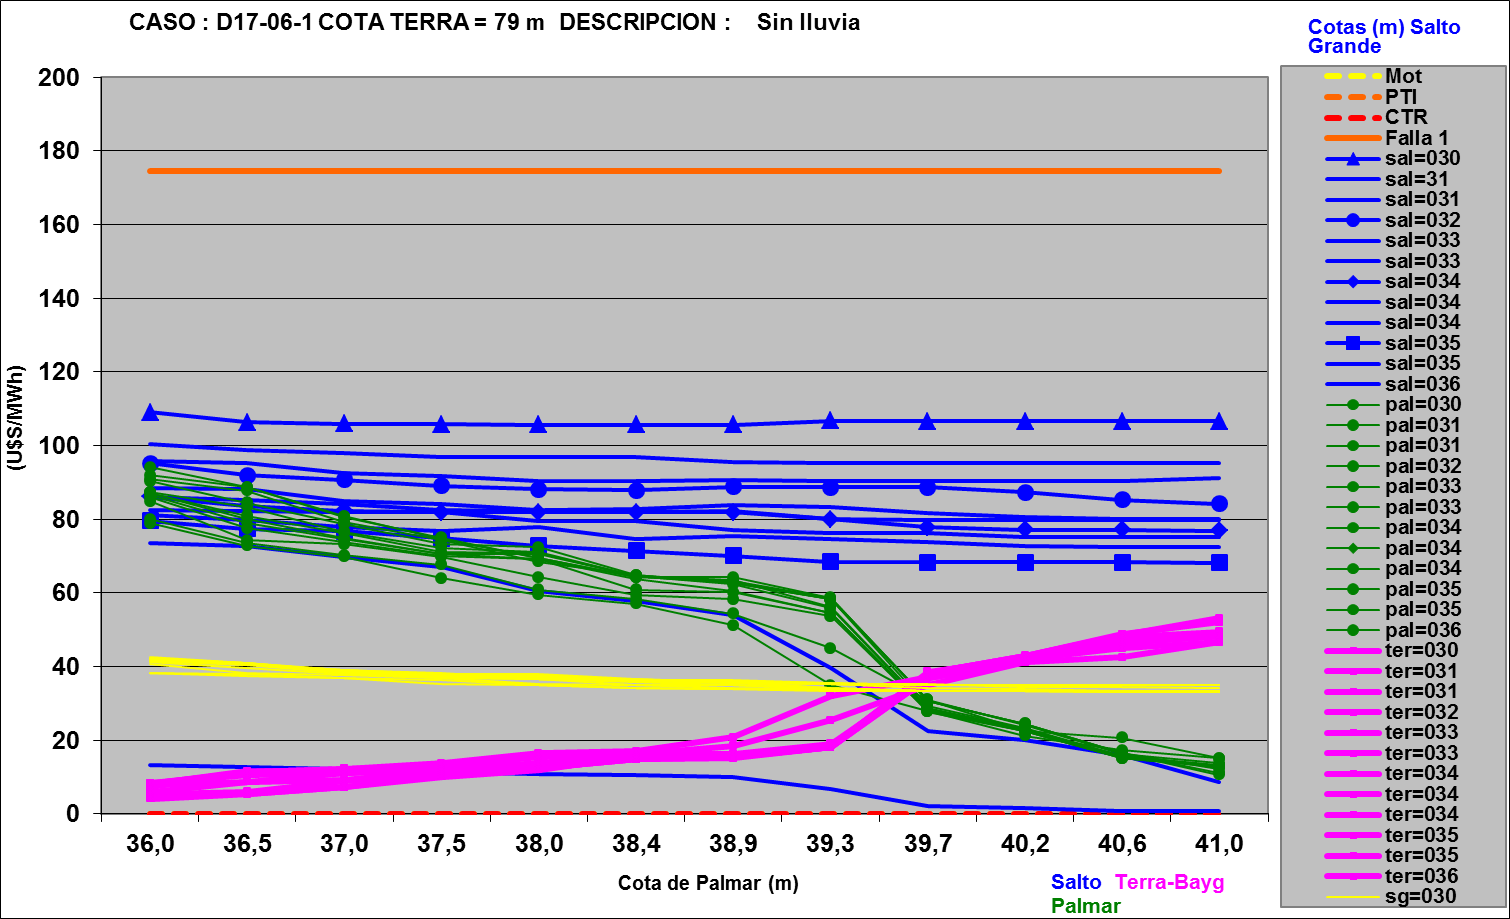 CASO : D17-06-1 COTA TERRA = 79 m DESCRIPCION : Sin lluvia
Cotas (m) Salto
Grande
200
180
160
140
120
100
80
60
40
20
0
(U$S/MWh)
36,0 36,5 37,0 37,5 38,0 38,4 38,9 39,3 39,7 40,2 40,6 41,0
Cota de Palmar (m)
Salto Terra-Bayg
Palmar
Mot
PTI
CTR
Falla 1
sal=030
sal=31
sal=031
sal=032
sal=033
sal=033
sal=034
sal=034
sal=034
sal=035
sal=035
sal=036
pal=030
pal=031
pal=031
pal=032
pal=033
pal=033
pal=034
pal=034
pal=034
pal=035
pal=035
pal=036
ter=030
ter=031
ter=031
ter=032
ter=033
ter=033
ter=034
ter=034
ter=034
ter=035
ter=035
ter=036
sg=030